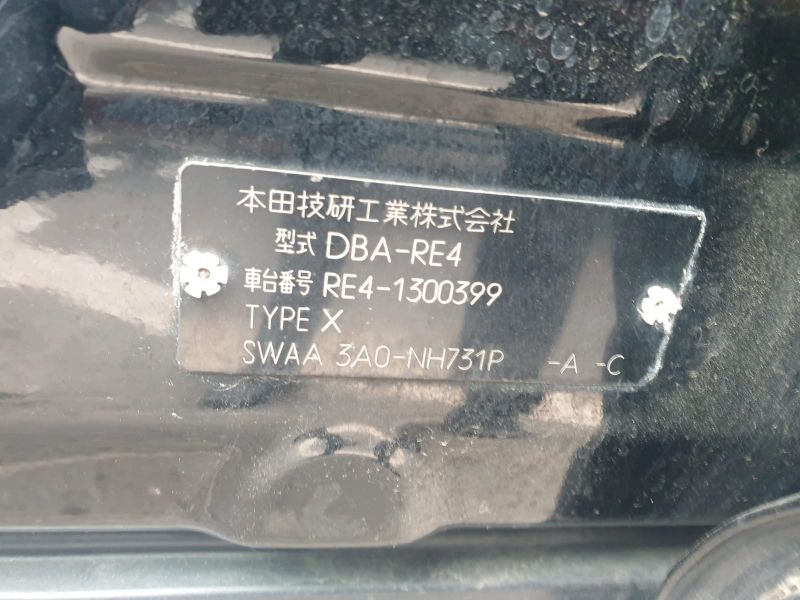 本田技研工業株式会社
型式 DBA-RE4
車台番号 RE4-1300399
TYPE X
SWAA 3A0-NH731P -A -C